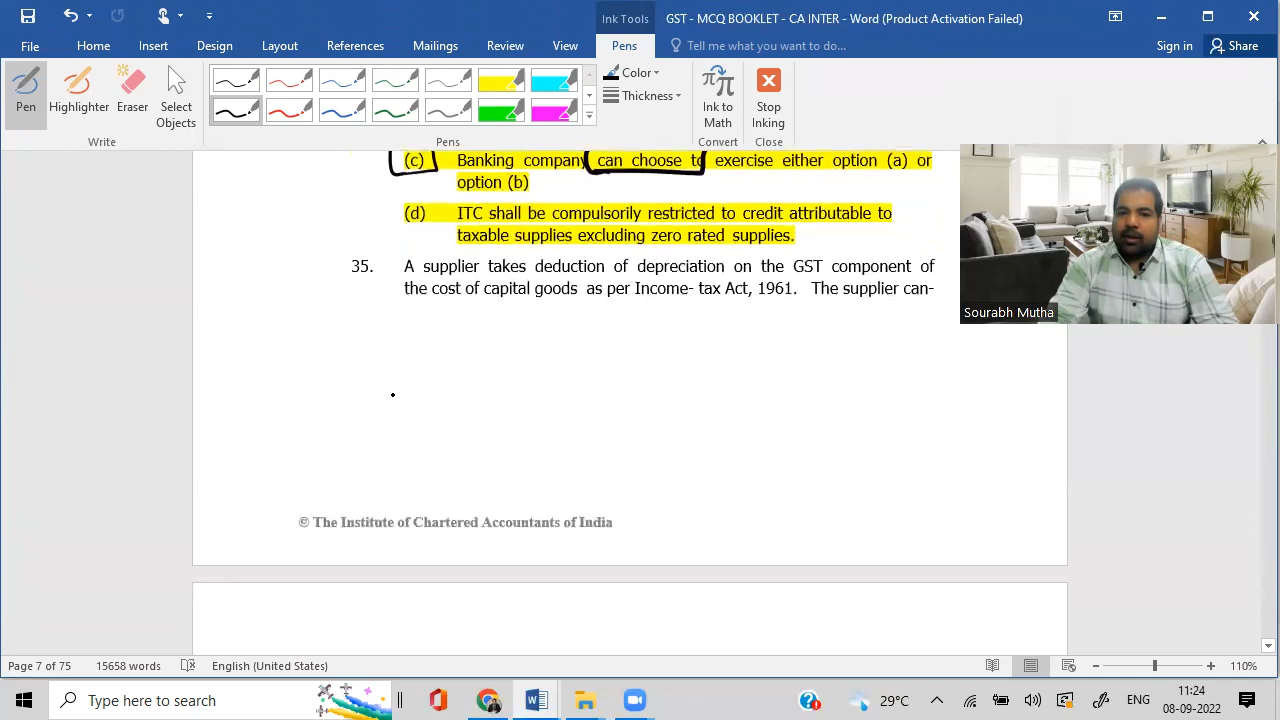 Ink Tools
GST - MCQ BOOKLET - CA INTER - Word (Product Activation Failed)
File
Home
Insert
Design
Layout
References
Mailings
Review
View
Pens
Tell me what you want to do...
Sign in
Share
Pen
Highlighter
Eraser
Select
Objects
Color
Thickness
Ink to
Math
Stop
Inking
Write
Pens
Convert
Close
(c) Banking company can choose to exercise either option (a) or
option (b)
(d) ITC shall be compulsorily restricted to credit attributable to
taxable supplies excluding zero rated supplies.
35. A supplier takes deduction of depreciation on the GST component of
the cost of capital goods as per Income- tax Act, 1961. The supplier can-
Sourabh Mutha
© The Institute of Chartered Accountants of India
Page 7 of 75
15658 words
English (United States)
110%
Type here to search
29°C
ENG
11:24
08-09-2022